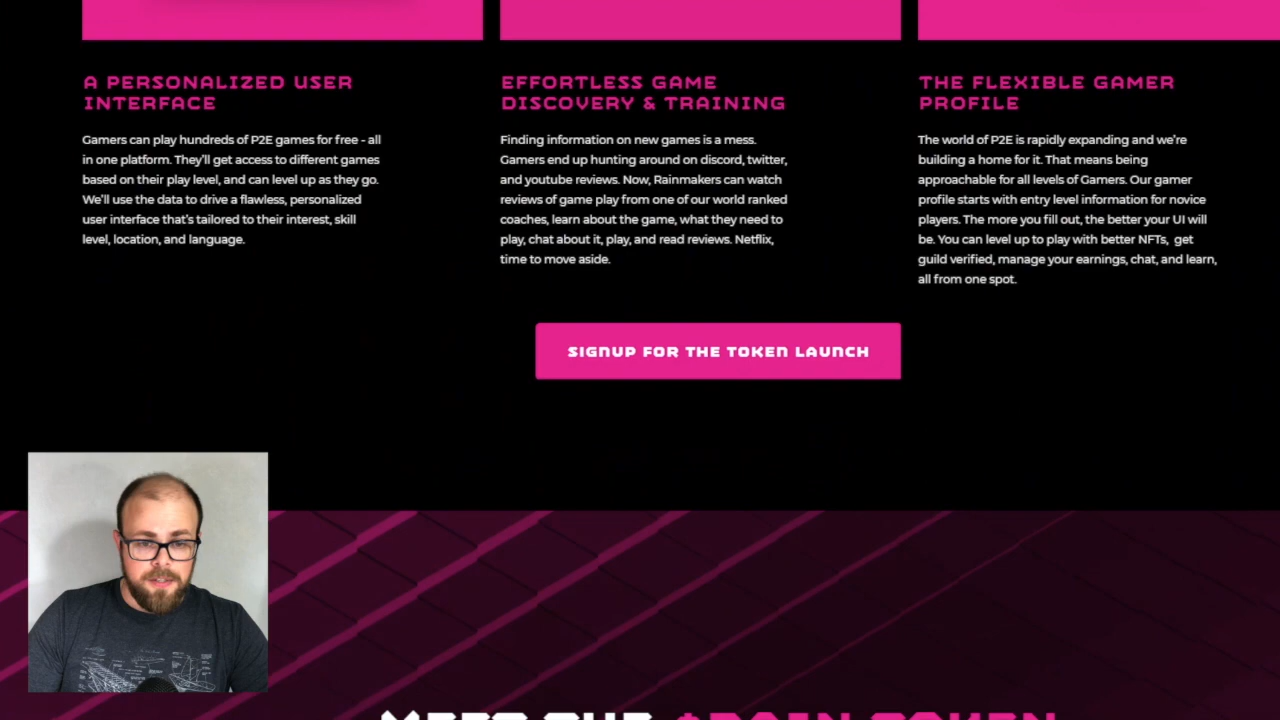 A PERSONALIZED USER
INTERFACE
Gamers can play hundreds of P2E games for free - all
in one platform. They'll get access to different games
based on their play level, and can level up as they go.
We'll use the data to drive a flawless, personalized
user interface that's tailored to their interest, skill
level, location, and language.
EFFORTLESS GAME
DISCOVERY & TRAINING
Finding information on new games is a mess.
Gamers end up hunting around on discord, twitter,
and youtube reviews. Now, Rainmakers can watch
reviews of game play from one of our world ranked
coaches, learn about the game, what they need to
play, chat about it, play, and read reviews. Netflix,
time to move aside.
THE FLEXIBLE GAMER
PROFILE
The world of P2E is rapidly expanding and we're
building a home for it. That means being
approachable for all levels of Gamers. Our gamer
profile starts with entry level information for novice
players. The more you fill out, the better your UI will
be. You can level up to play with better NFTs, get
guild verified, manage your earnings, chat, and learn,
all from one spot.
SIGNUP FOR THE TOKEN LAUNCH
MEET OUR $RAIN TOKEN